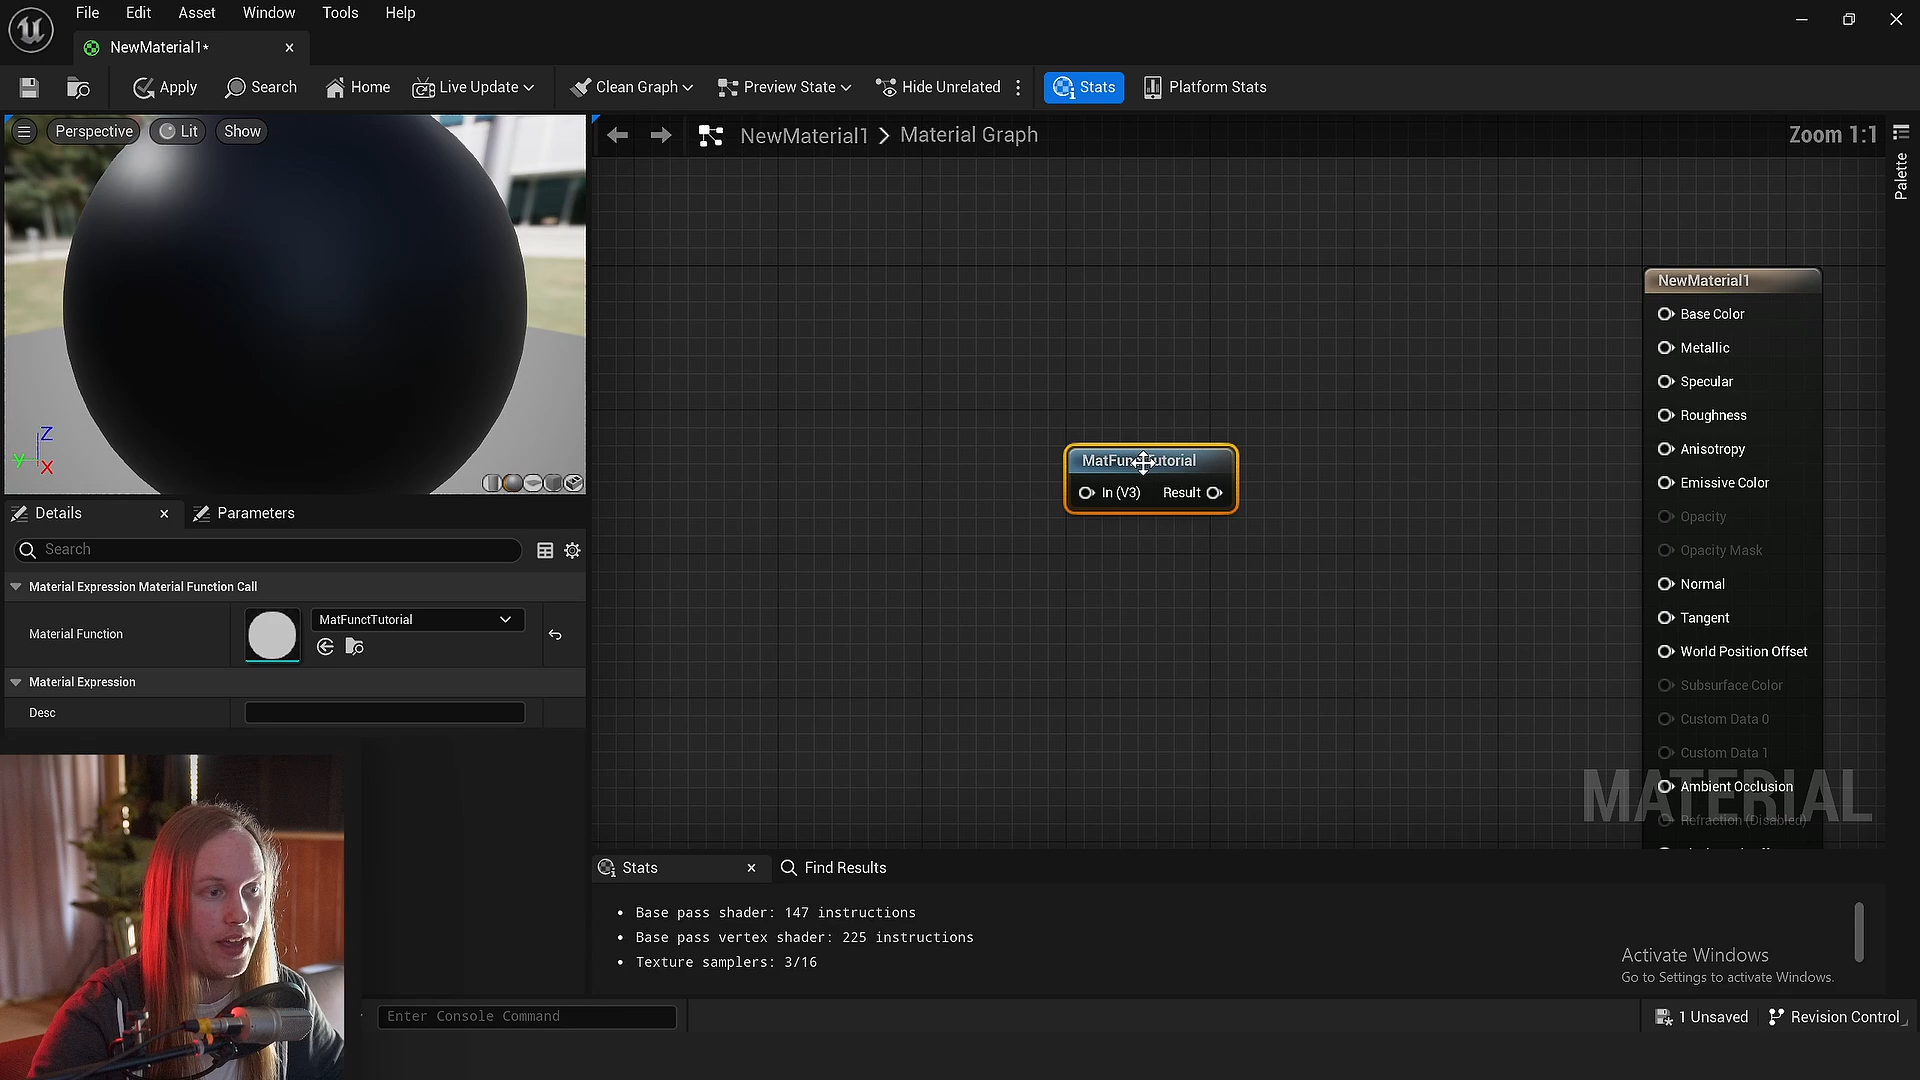 File Edit Asset Window Tools Help
NewMaterial1*
Apply Search Home Live Update Clean Graph Preview State Hide Unrelated Stats Platform Stats
Perspective Lit Show
NewMaterial1 > Material Graph
Zoom 1:1
Palette
Z
Y
X
NewMaterial1
Base Color
Metallic
Specular
Roughness
Anisotropy
Emissive Color
Opacity
Opacity Mask
Normal
Tangent
World Position Offset
Subsurface Color
Custom Data 0
Custom Data 1
Ambient Occlusion
Refraction (Disabled)
MATERIAL
MatFunctTutorial
In (V3) Result
Details Parameters
Search
Material Expression Material Function Call
Material Function MatFunctTutorial
Material Expression
Desc
Stats Find Results
• Base pass shader: 147 instructions
• Base pass vertex shader: 225 instructions
• Texture samplers: 3/16
Activate Windows
Go to Settings to activate Windows.
Enter Console Command
1 Unsaved Revision Control